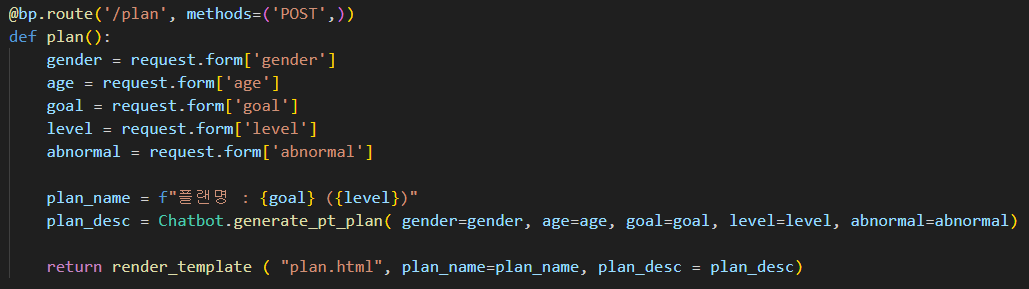 @bp.route('/plan', methods=('POST',))
def plan():
    gender = request.form['gender']
    age = request.form['age']
    goal = request.form['goal']
    level = request.form['level']
    abnormal = request.form['abnormal']

    plan_name = f"플랜명 : {goal} ({level})"
    plan_desc = Chatbot.generate_pt_plan( gender=gender, age=age, goal=goal, level=level, abnormal=abnormal)

    return render_template ( "plan.html", plan_name=plan_name, plan_desc = plan_desc)